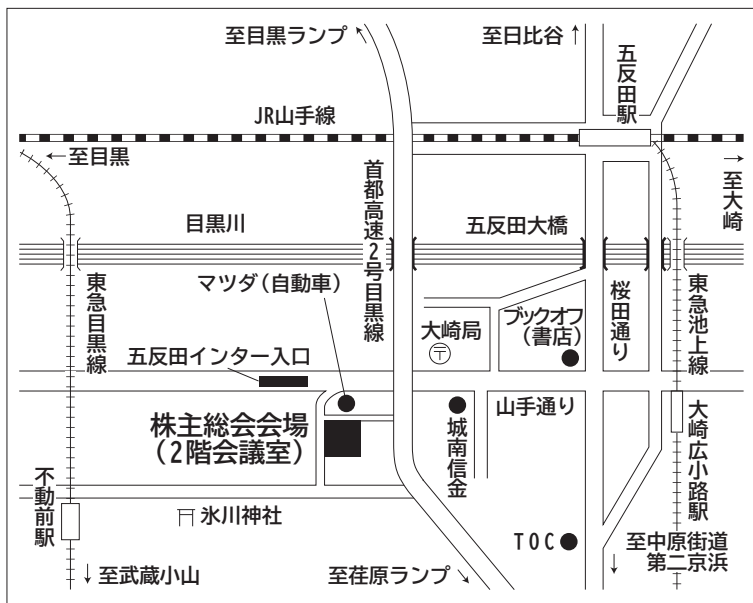 至目黒ランプ
至日比谷
五反田駅
JR山手線
至目黒
至大崎
首都高速2号目黒線
目黒川
五反田大橋
東急目黒線
マツダ（自動車）
桜田通り
東急池上線
大崎局
〒
ブックオフ
（書店）
五反田インター入口
山手通り
株主総会会場
（2階会議室）
城南信金
大崎広小路駅
不動前駅
氷川神社
TOC
至中原街道
第二京浜
至武蔵小山
至荏原ランプ